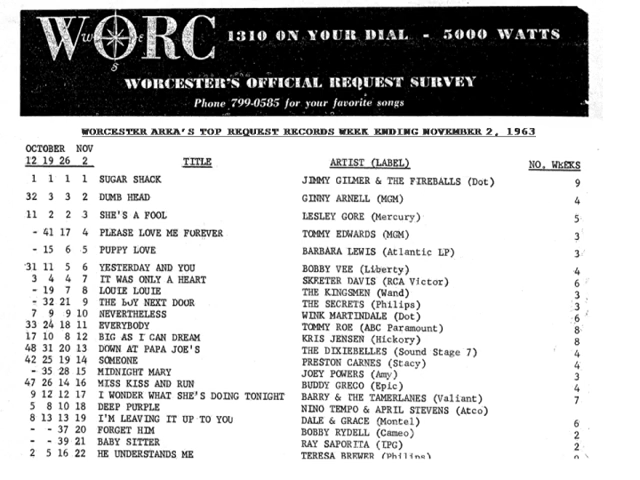 WORC 1310 ON YOUR DIAL - 5000 WATTS
W E S
WORCESTER'S OFFICIAL REQUEST SURVEY
Phone 799-0585 for your favorite songs
WORCESTER AREA'S TOP REQUEST RECORDS WEEK ENDING NOVEMBER 2, 1963
OCTOBER NOV
12 19 26 2 TITLE ARTIST (LABEL) NO. WEEKS
1 1 1 1 SUGAR SHACK JIMMY GILMER & THE FIREBALLS (Dot) 9
32 3 3 2 DUMB HEAD GINNY ARNELL (MGM) 4
11 2 2 3 SHE'S A FOOL LESLEY GORE (Mercury) 5
- 41 17 4 PLEASE LOVE ME FOREVER TOMMY EDWARDS (MGM) 3
- 15 6 5 PUPPY LOVE BARBARA LEWIS (Atlantic LP) 3
31 11 5 6 YESTERDAY AND YOU BOBBY VEE (Liberty) 4
3 4 4 7 IT WAS ONLY A HEART SKEETER DAVIS (RCA Victor) 6
- 19 7 8 LOUIE LOUIE THE KINGSMEN (Wand) 3
- 32 21 9 THE BOY NEXT DOOR THE SECRETS (Philips) 3
7 9 9 10 NEVERTHELESS WINK MARTINDALE (Dot) 6
33 24 18 11 EVERYBODY TOMMY ROE (ABC Paramount) 8
17 10 8 12 BIG AS I CAN DREAM KRIS JENSEN (Hickory) 8
48 31 20 13 DOWN AT PAPA JOE'S THE DIXIEBELLES (Sound Stage 7) 4
42 25 19 14 SOMEONE PRESTON CARNES (Stacy) 4
- 35 28 15 MIDNIGHT MARY JOEY POWERS (Amy) 3
47 26 14 16 MISS KISS AND RUN BUDDY GRECO (Epic) 4
9 12 12 17 I WONDER WHAT SHE'S DOING TONIGHT BARRY & THE TAMERLANES (Valiant) 7
5 8 10 18 DEEP PURPLE NINO TEMPO & APRIL STEVENS (Atco)
8 13 13 19 I'M LEAVING IT UP TO YOU DALE & GRACE (Montel) 6
- - 37 20 FORGET HIM BOBBY RYDELL (Cameo) 2
- - 39 21 BABY SITTER RAY SAPORITA (IPG) 2
2 5 16 22 HE UNDERSTANDS ME TERESA BREWER (Philips)